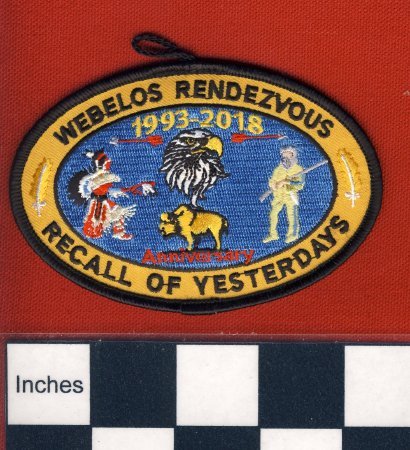 WEBELOS RENDEZVOUS
1993-2018
Anniversary
RECALL OF YESTERDAYS
Inches